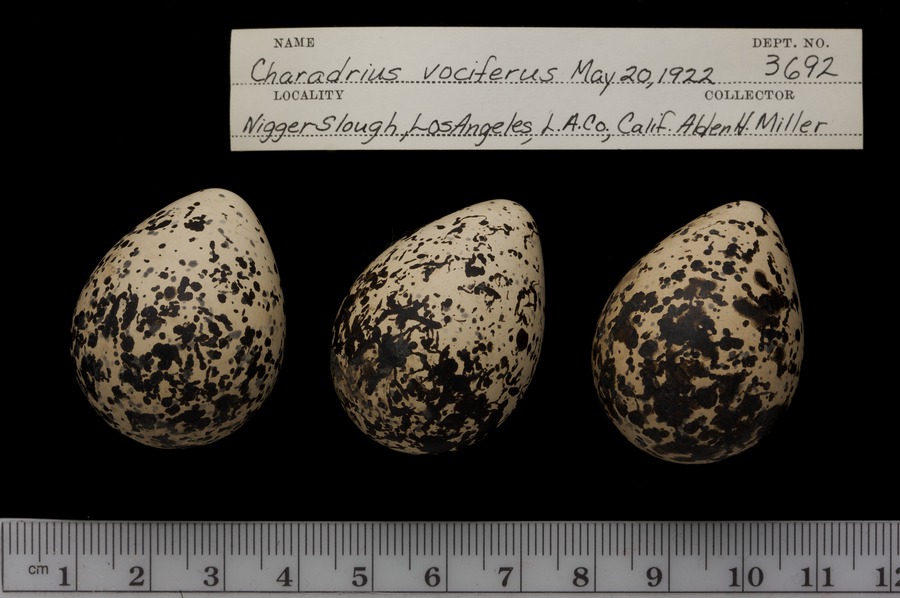 NAME DEPT. NO.
Charadrius vociferus May, 20, 1922 3692
LOCALITY COLLECTOR
Nigger Slough, Los Angeles, L.A.Co., Calif. Alden H. Miller
cm 1 2 3 4 5 6 7 8 9 10 11 12